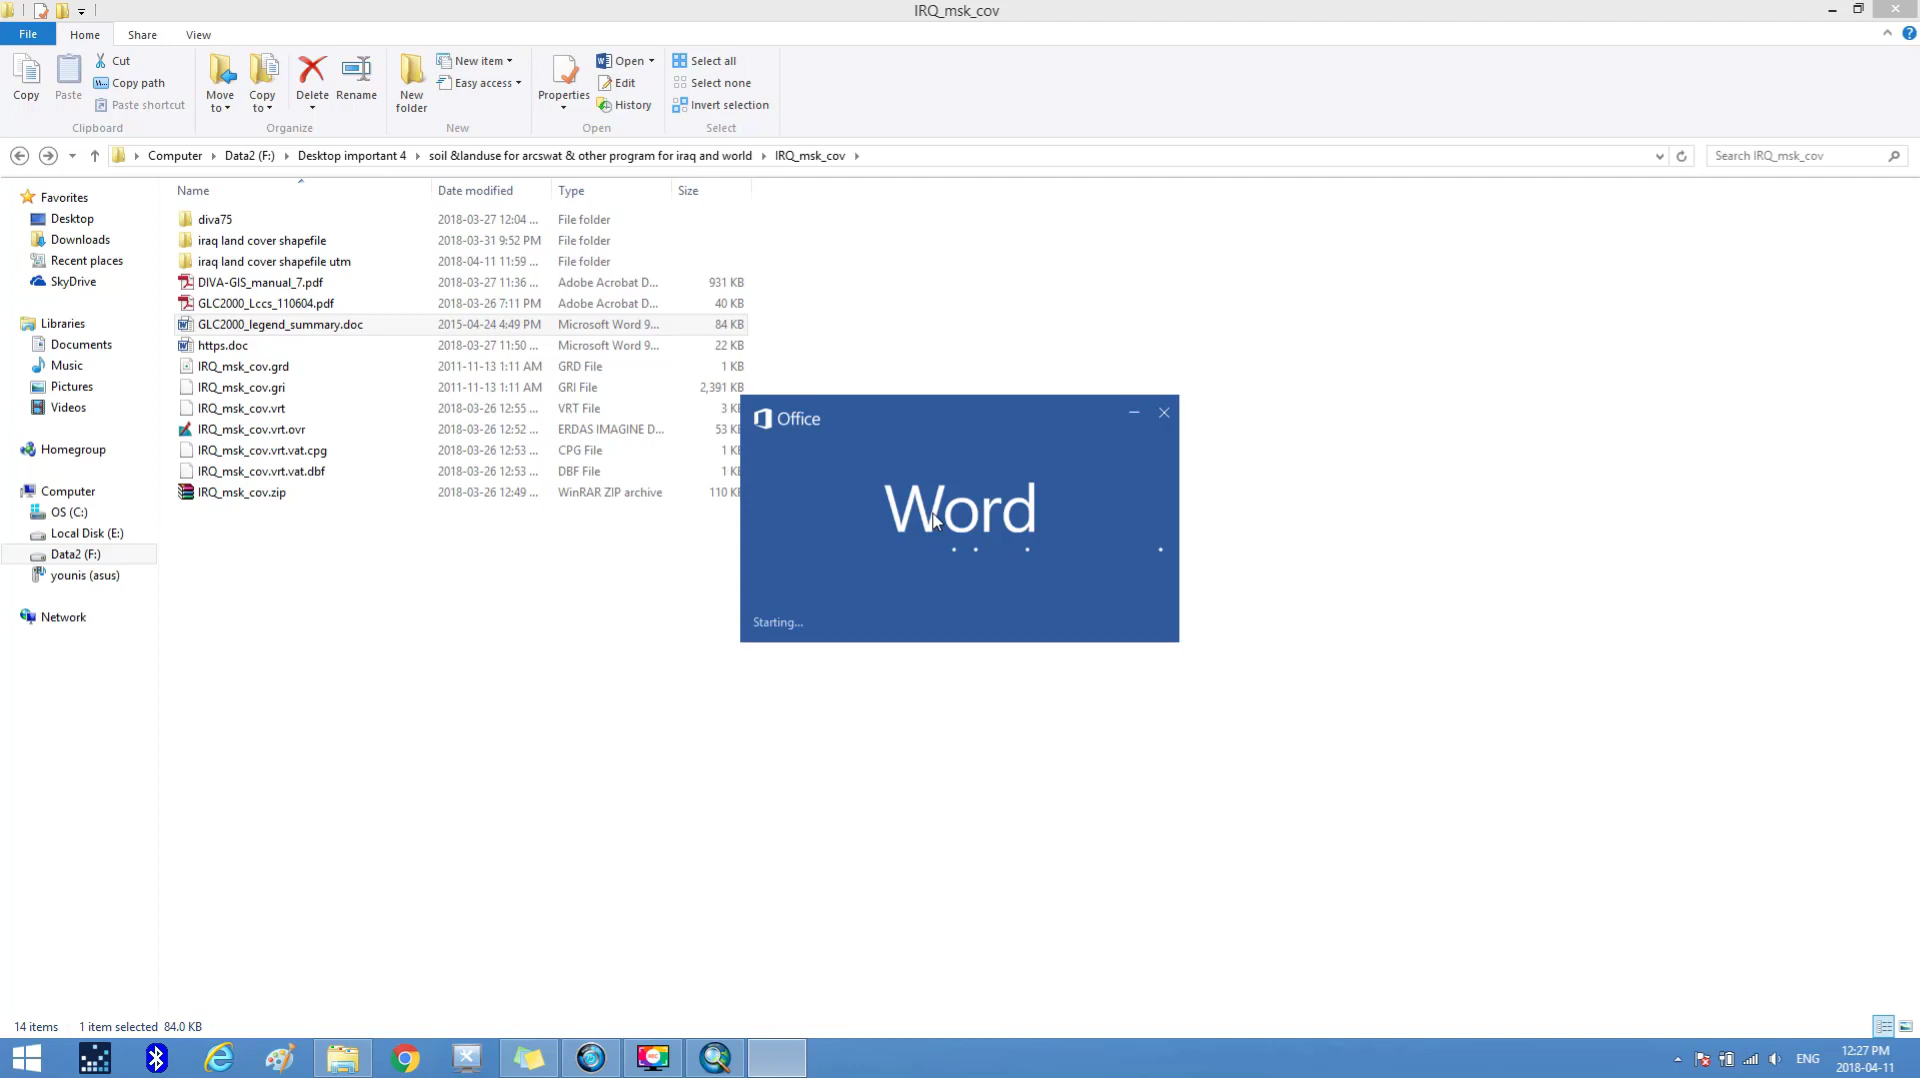 IRQ_msk_cov
File Home Share View
Copy
Paste
Cut
Copy path
Paste shortcut
Clipboard
Move to
Copy to
Delete
Rename
Organize
New folder
New item
Easy access
New
Properties
Open
Edit
History
Open
Select all
Select none
Invert selection
Select
Computer Data2 (F:) Desktop important 4 soil &landuse for arcswat & other program for iraq and world IRQ_msk_cov
Search IRQ_msk_cov
Favorites
Desktop
Downloads
Recent places
SkyDrive
Libraries
Documents
Music
Pictures
Videos
Homegroup
Computer
OS (C:)
Local Disk (E:)
Data2 (F:)
younis (asus)
Network
Name Date modified Type Size
diva75 2018-03-27 12:04 ... File folder
iraq land cover shapefile 2018-03-31 9:52 PM File folder
iraq land cover shapefile utm 2018-04-11 11:59 ... File folder
DIVA-GIS_manual_7.pdf 2018-03-27 11:36 ... Adobe Acrobat D... 931 KB
GLC2000_Lccs_110604.pdf 2018-03-26 7:11 PM Adobe Acrobat D... 40 KB
GLC2000_legend_summary.doc 2015-04-24 4:49 PM Microsoft Word 9... 84 KB
https.doc 2018-03-27 11:50 ... Microsoft Word 9... 22 KB
IRQ_msk_cov.grd 2011-11-13 1:11 AM GRD File 1 KB
IRQ_msk_cov.gri 2011-11-13 1:11 AM GRI File 2,391 KB
IRQ_msk_cov.vrt 2018-03-26 12:55 ... VRT File 3 KB
IRQ_msk_cov.vrt.ovr 2018-03-26 12:52 ... ERDAS IMAGINE D... 53 KB
IRQ_msk_cov.vrt.vat.cpg 2018-03-26 12:53 ... CPG File 1 KB
IRQ_msk_cov.vrt.vat.dbf 2018-03-26 12:53 ... DBF File 1 KB
IRQ_msk_cov.zip 2018-03-26 12:49 ... WinRAR ZIP archive 110 KB
Office
Word
Starting...
14 items 1 item selected 84.0 KB
REC
ENG
12:27 PM
2018-04-11